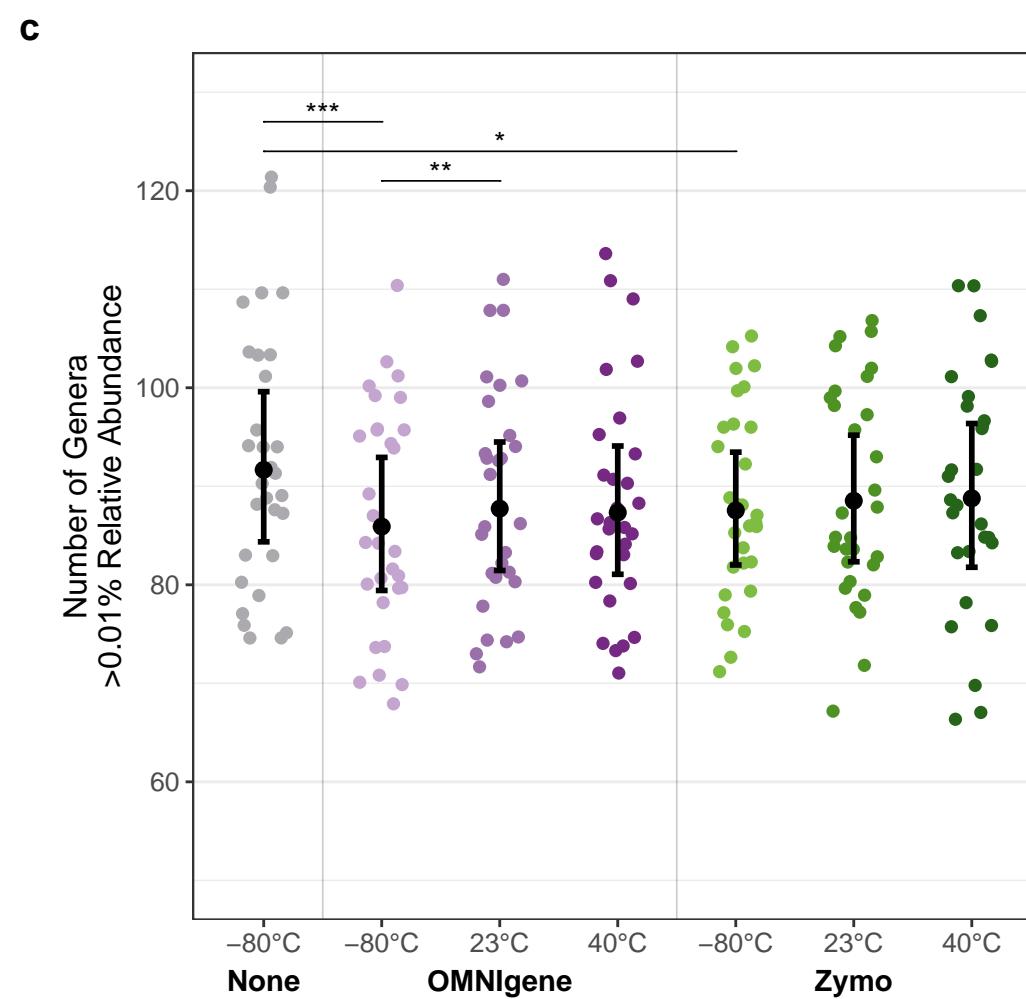 c
***
*
**
120
100
80
60
Number of Genera
>0.01% Relative Abundance
−80°C −80°C 23°C 40°C −80°C 23°C 40°C
None OMNIgene Zymo